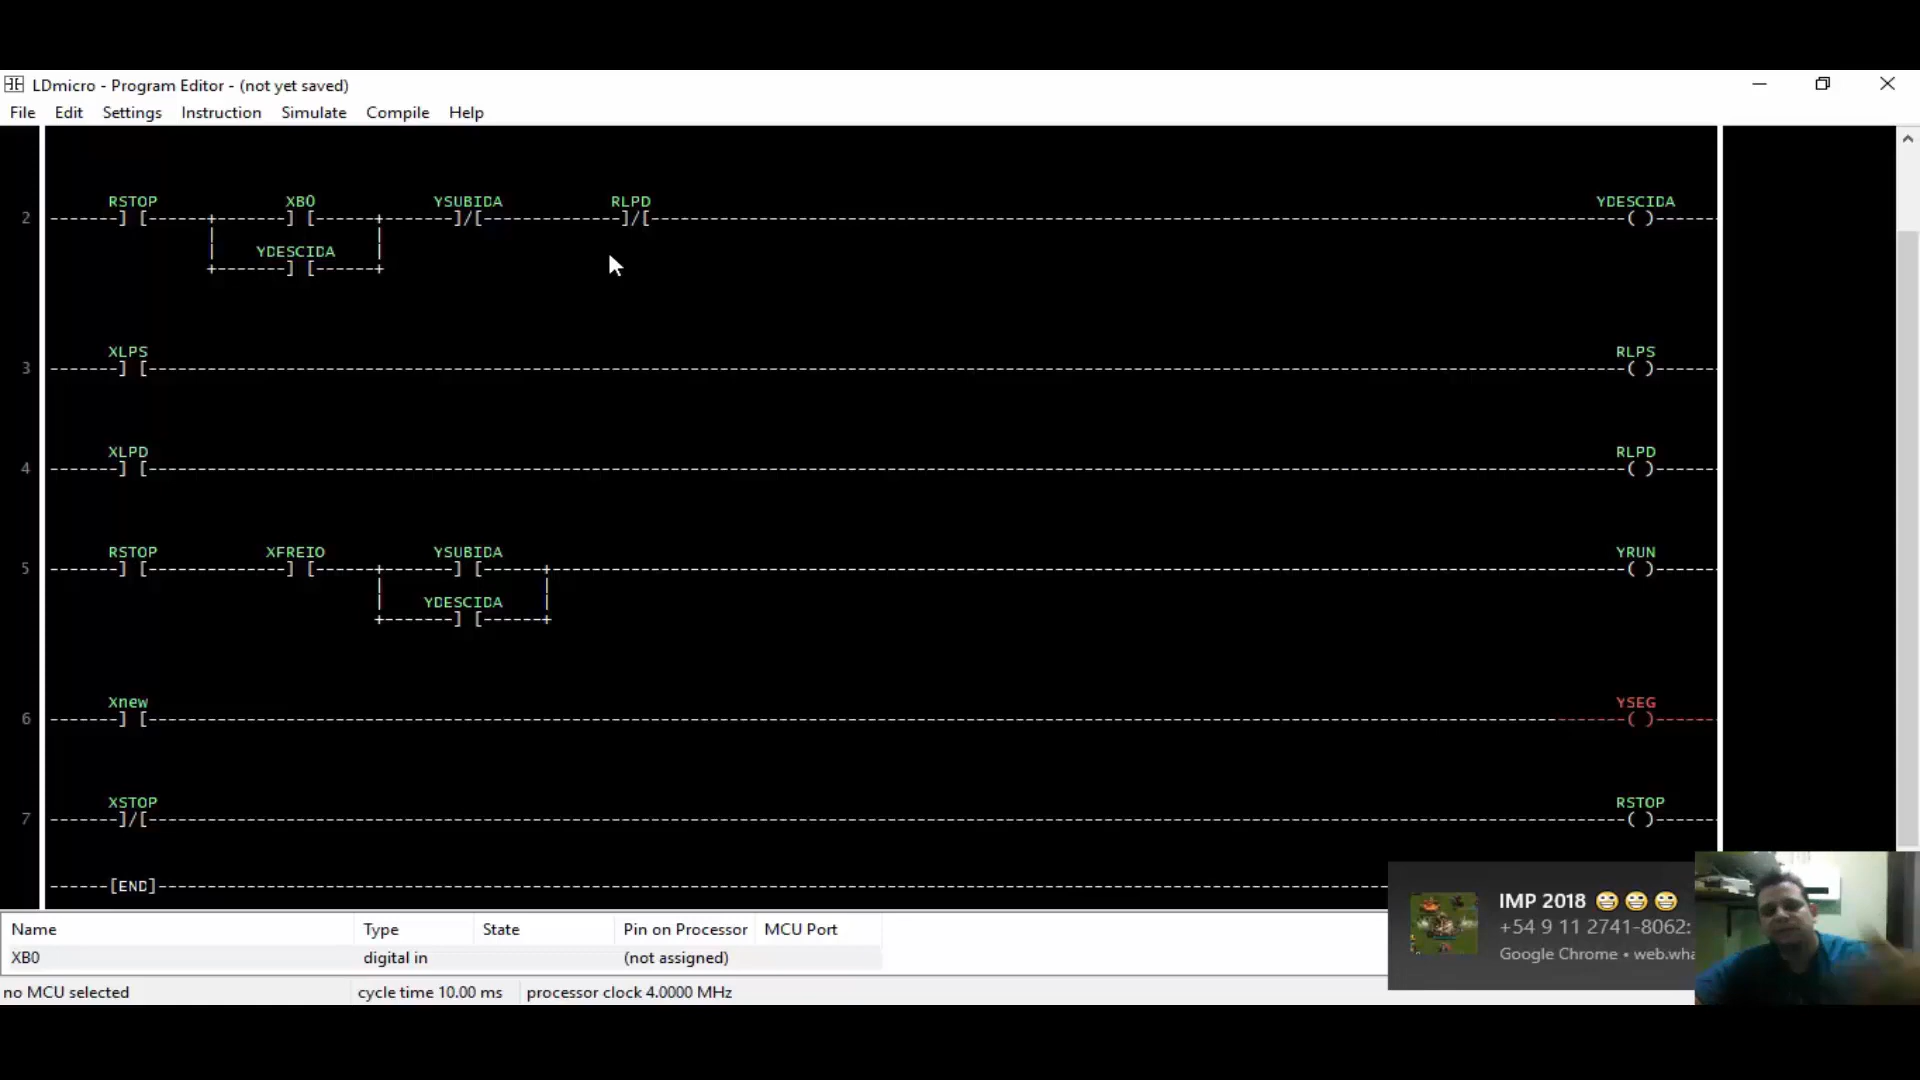 LDmicro - Program Editor - (not yet saved)
File Edit Settings Instruction Simulate Compile Help
RSTOP XB0 YSUBIDA RLPD YDESCIDA
2 -------] [------+-------] [------+-------]/[--------------]/[-------( )------
YDESCIDA
+-------] [------+
XLPS RLPS
3 -------] [-------( )------
XLPD RLPD
4 -------] [-------( )------
RSTOP XFREIO YSUBIDA YRUN
5 -------] [--------------] [------+-------] [------+-------( )------
YDESCIDA
+-------] [------+
Xnew YSEG
6 -------] [-------( )------
XSTOP RSTOP
7 -------]/[-------( )------
------[END]------
IMP 2018 😁😁😁
+54 9 11 2741-8062:
Google Chrome • web.wha
Name Type State Pin on Processor MCU Port
XB0 digital in (not assigned)
no MCU selected cycle time 10.00 ms processor clock 4.0000 MHz